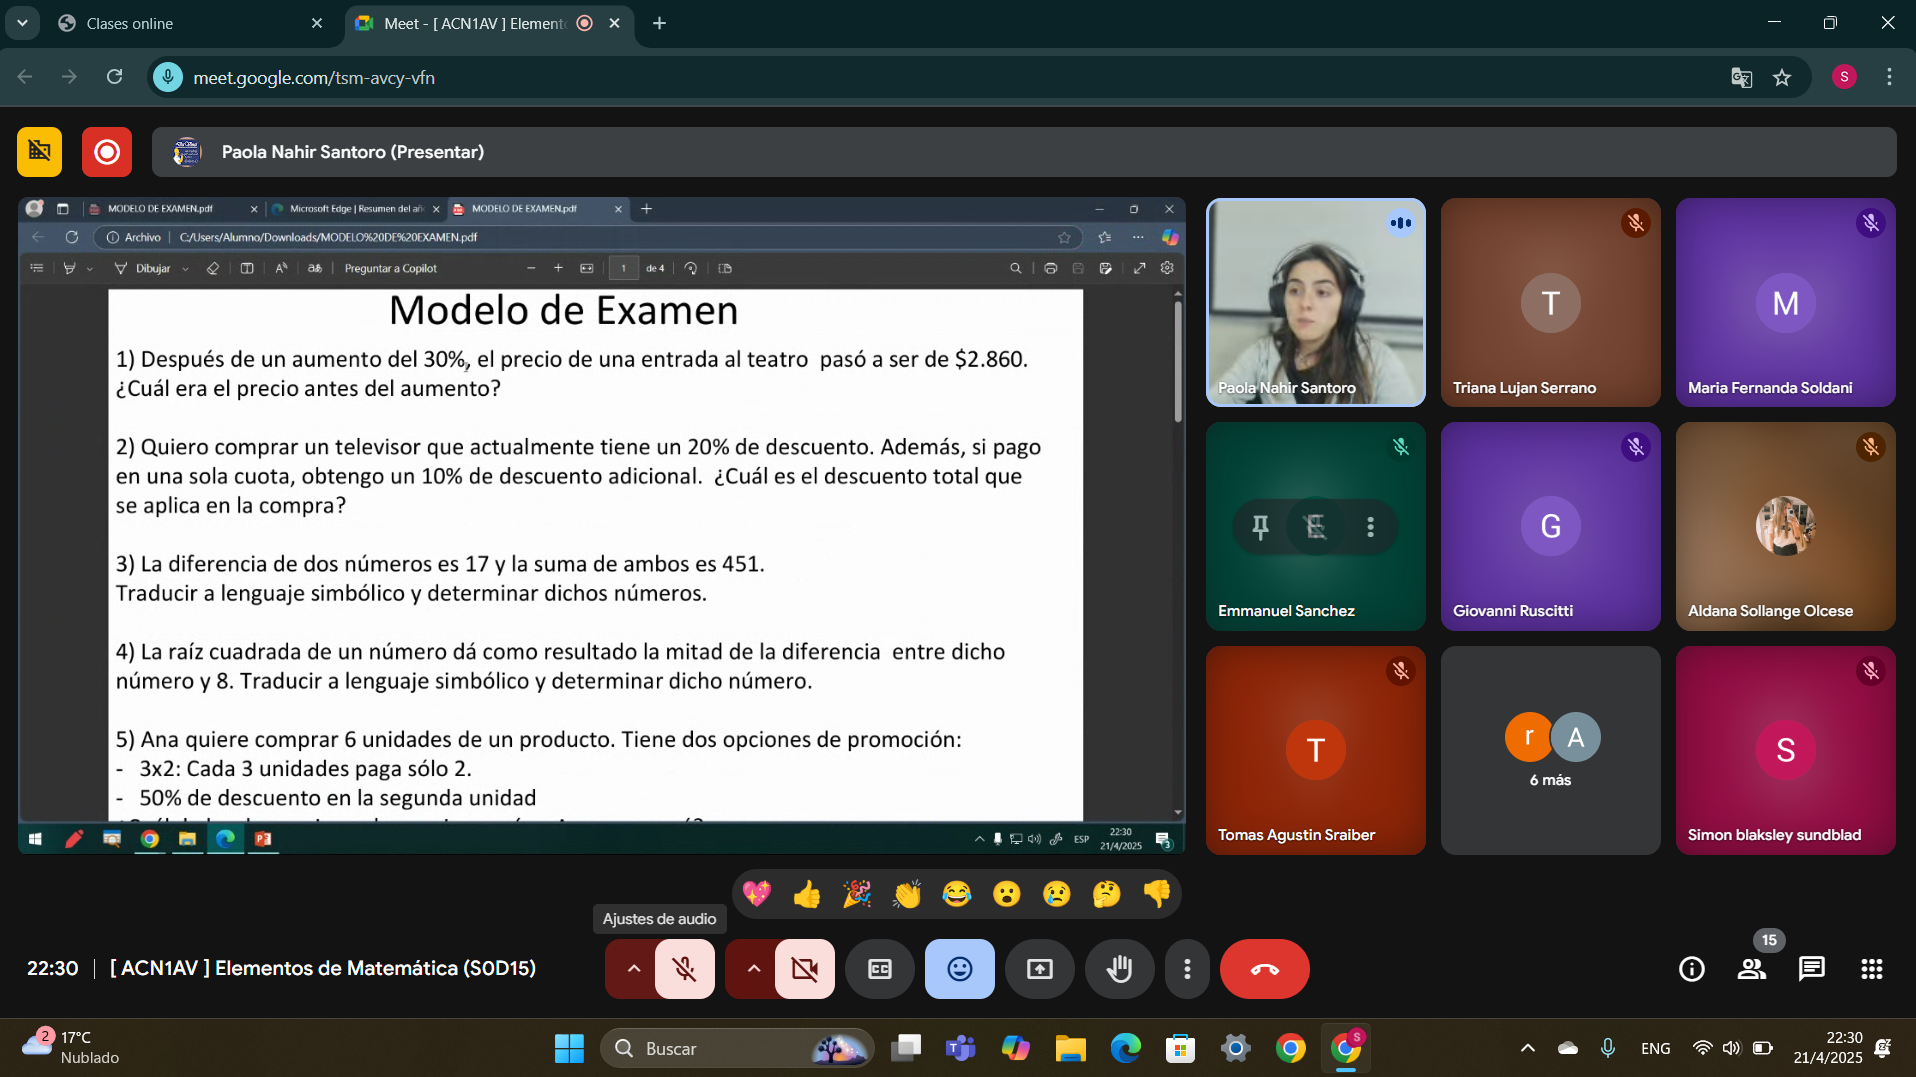 Clases online
Meet - [ ACN1AV ] Element
meet.google.com/tsm-avcy-vfn
S
Paola Nahir Santoro (Presentar)
MODELO DE EXAMEN.pdf
Microsoft Edge | Resumen del añ
MODELO DE EXAMEN.pdf
Archivo
C:/Users/Alumno/Downloads/MODELO%20DE%20EXAMEN.pdf
Dibujar
Preguntar a Copilot
1
de 4
Modelo de Examen
1) Después de un aumento del 30%, el precio de una entrada al teatro pasó a ser de $2.860.
¿Cuál era el precio antes del aumento?
2) Quiero comprar un televisor que actualmente tiene un 20% de descuento. Además, si pago
en una sola cuota, obtengo un 10% de descuento adicional. ¿Cuál es el descuento total que
se aplica en la compra?
3) La diferencia de dos números es 17 y la suma de ambos es 451.
Traducir a lenguaje simbólico y determinar dichos números.
4) La raíz cuadrada de un número dá como resultado la mitad de la diferencia entre dicho
número y 8. Traducir a lenguaje simbólico y determinar dicho número.
5) Ana quiere comprar 6 unidades de un producto. Tiene dos opciones de promoción:
- 3x2: Cada 3 unidades paga sólo 2.
- 50% de descuento en la segunda unidad
ESP
22:30
21/4/2025
3
Paola Nahir Santoro
T
Triana Lujan Serrano
M
Maria Fernanda Soldani
E
Emmanuel Sanchez
G
Giovanni Ruscitti
Aldana Sollange Olcese
T
Tomas Agustin Sraiber
r
A
6 más
S
Simon blaksley sundblad
Ajustes de audio
22:30
[ ACN1AV ] Elementos de Matemática (S0D15)
15
2
17°C
Nublado
Buscar
S
ENG
22:30
21/4/2025